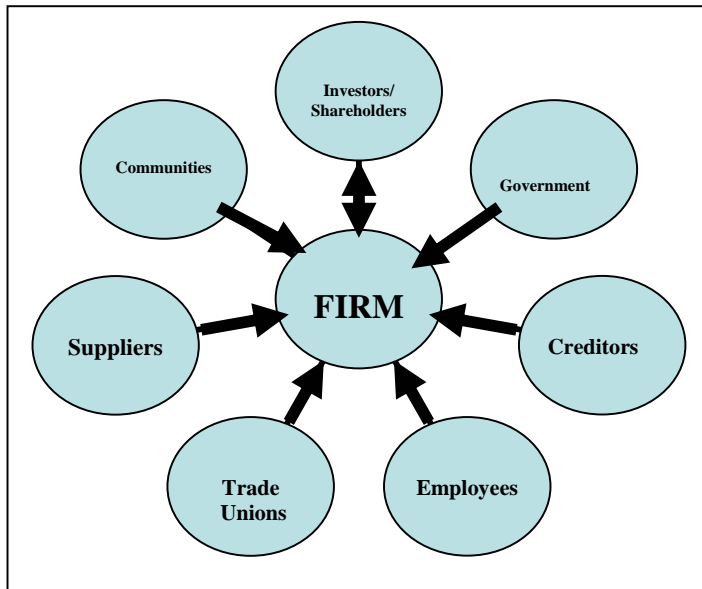 Investors/
Shareholders
Communities
Government
FIRM
Suppliers
Creditors
Trade
Unions
Employees